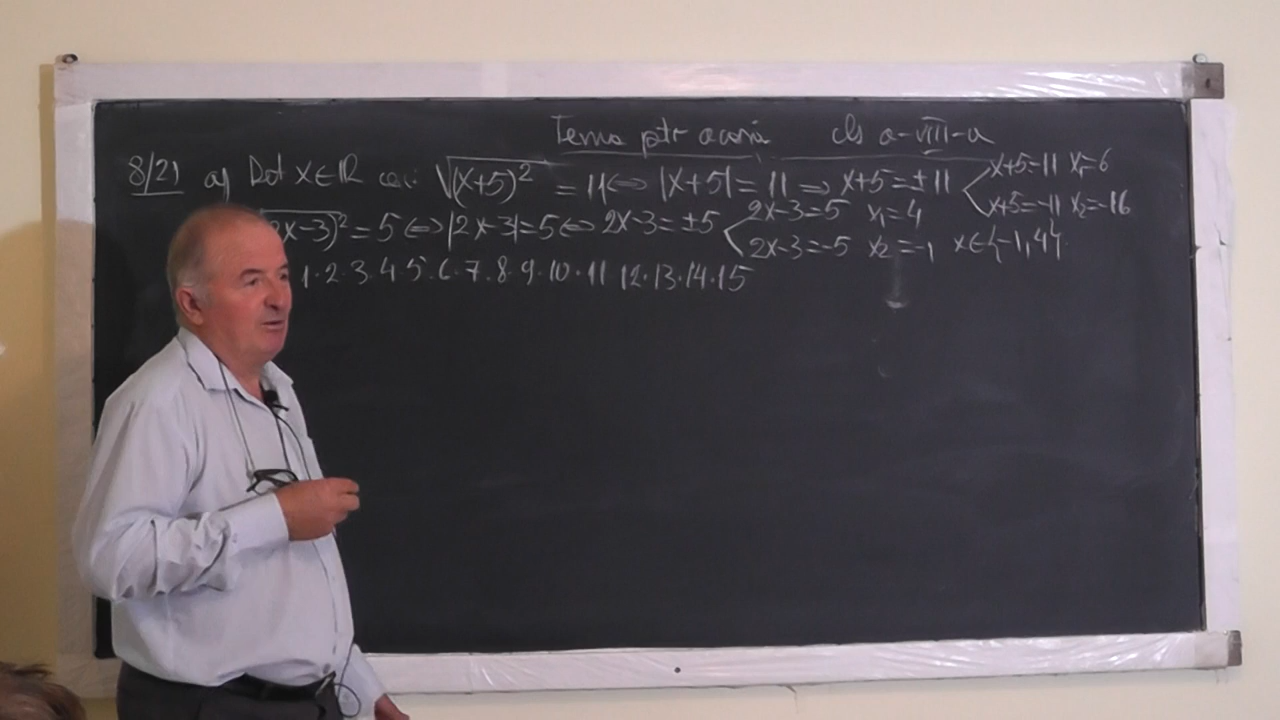 Tema ptr acasă cls a-VIII-a
8/21 a) Det x∈ℝ √(x+5)² = 11 ⇔ |x+5| = 11 ⇒ x+5=±11 x+5=11 x₁=6
x+5=-11 x₂=-16
2x-3)² = 5 ⇔ |2x-3|=5 ⇔ 2x-3=±5 2x-3=5 x₁=4
2x-3=-5 x₂=-1 x∈{-1,4}
1·2·3·4·5·6·7·8·9·10·11 12·13·14·15